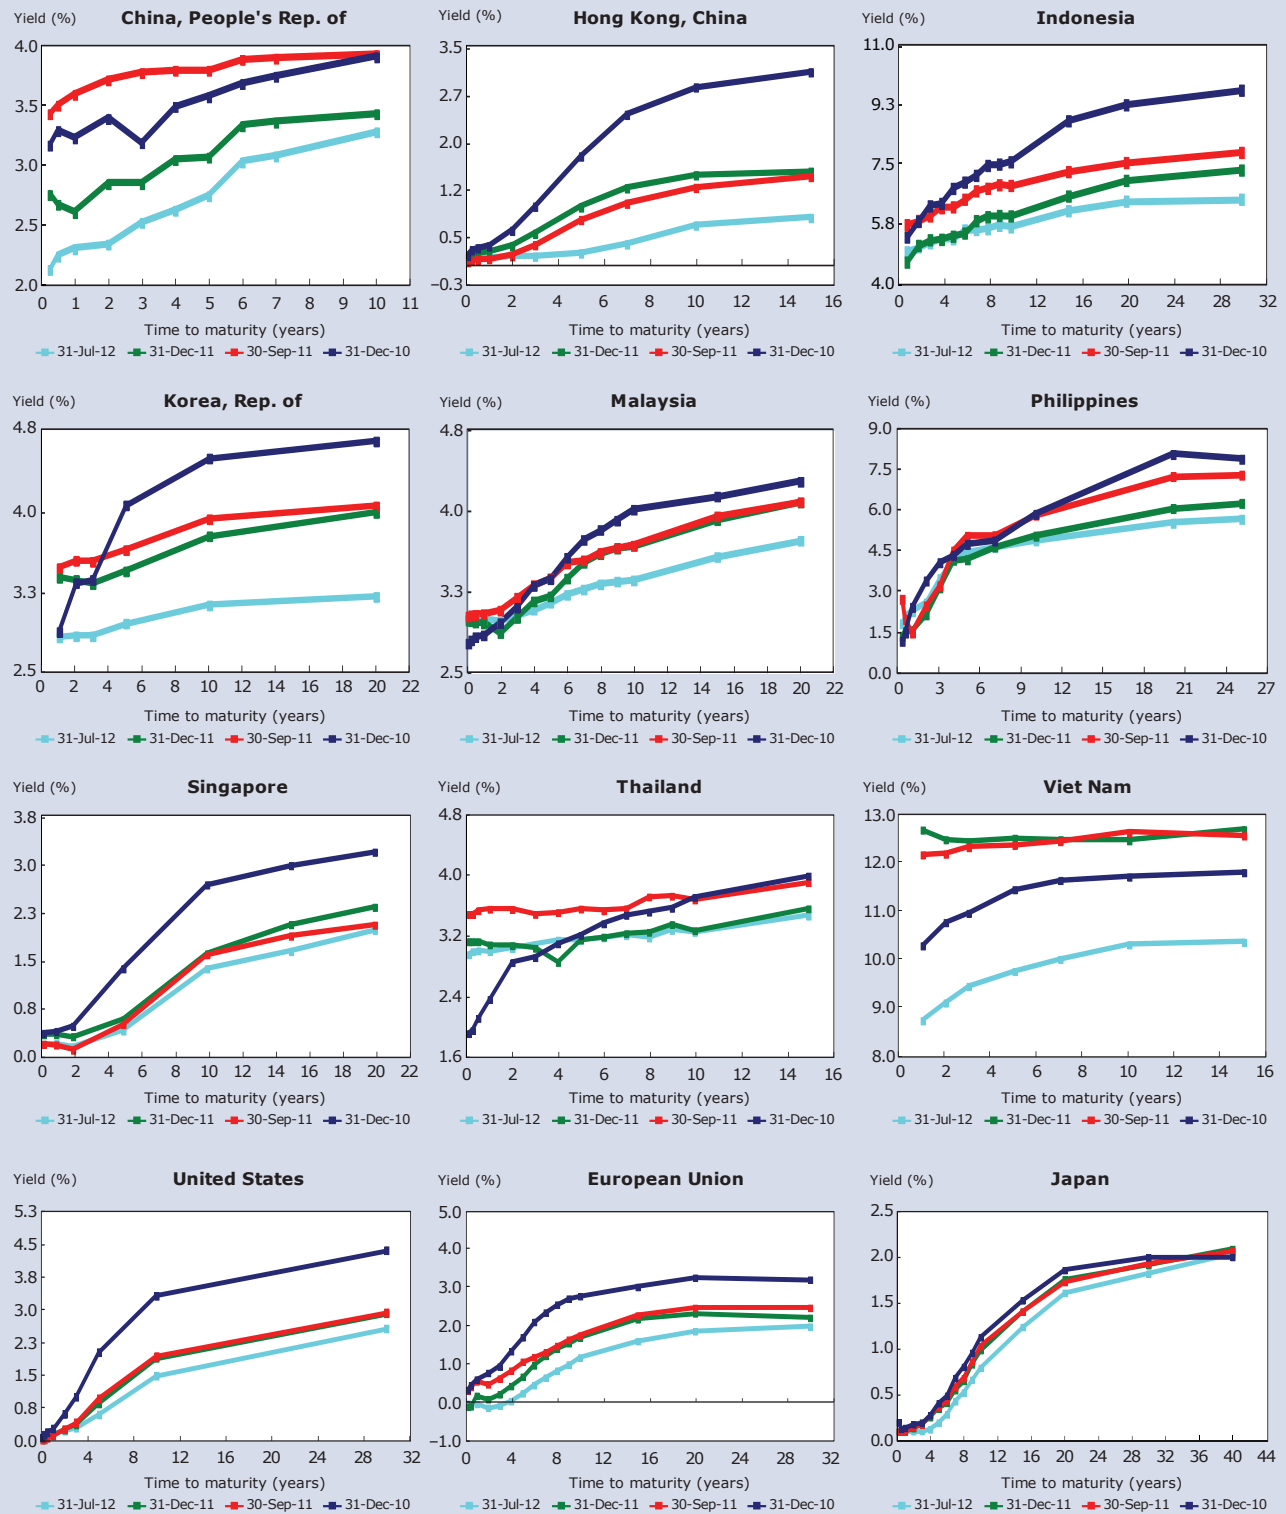 Yield (%) China, People's Rep. of
4.0
3.5
3.0
2.5
2.0
0 1 2 3 4 5 6 7 8 9 10 11
Time to maturity (years)
31-Jul-12 31-Dec-11 30-Sep-11 31-Dec-10
Yield (%) Hong Kong, China
3.5
2.7
2.0
1.2
0.5
−0.3
0 2 4 6 8 10 12 14 16
Time to maturity (years)
31-Jul-12 31-Dec-11 30-Sep-11 31-Dec-10
Yield (%) Indonesia
11.0
9.3
7.5
5.8
4.0
0 4 8 12 16 20 24 28 32
Time to maturity (years)
31-Jul-12 31-Dec-11 30-Sep-11 31-Dec-10
Yield (%) Korea, Rep. of
4.8
4.0
3.3
2.5
0 2 4 6 8 10 12 14 16 18 20 22
Time to maturity (years)
31-Jul-12 31-Dec-11 30-Sep-11 31-Dec-10
Yield (%) Malaysia
4.8
4.0
3.3
2.5
0 2 4 6 8 10 12 14 16 18 20 22
Time to maturity (years)
31-Jul-12 31-Dec-11 30-Sep-11 31-Dec-10
Yield (%) Philippines
9.0
7.5
6.0
4.5
3.0
1.5
0.0
0 3 6 9 12 15 18 21 24 27
Time to maturity (years)
31-Jul-12 31-Dec-11 30-Sep-11 31-Dec-10
Yield (%) Singapore
3.8
3.0
2.3
1.5
0.8
0.0
0 2 4 6 8 10 12 14 16 18 20 22
Time to maturity (years)
31-Jul-12 31-Dec-11 30-Sep-11 31-Dec-10
Yield (%) Thailand
4.8
4.0
3.2
2.4
1.6
0 2 4 6 8 10 12 14 16
Time to maturity (years)
31-Jul-12 31-Dec-11 30-Sep-11 31-Dec-10
Yield (%) Viet Nam
13.0
12.0
11.0
10.0
9.0
8.0
0 2 4 6 8 10 12 14 16
Time to maturity (years)
31-Jul-12 31-Dec-11 30-Sep-11 31-Dec-10
Yield (%) United States
5.3
4.5
3.8
3.0
2.3
1.5
0.8
0.0
0 4 8 12 16 20 24 28 32
Time to maturity (years)
31-Jul-12 31-Dec-11 30-Sep-11 31-Dec-10
Yield (%) European Union
5.0
4.0
3.0
2.0
1.0
0.0
−1.0
0 4 8 12 16 20 24 28 32
Time to maturity (years)
31-Jul-12 31-Dec-11 30-Sep-11 31-Dec-10
Yield (%) Japan
2.5
2.0
1.5
1.0
0.5
0.0
0 4 8 12 16 20 24 28 32 36 40 44
Time to maturity (years)
31-Jul-12 31-Dec-11 30-Sep-11 31-Dec-10